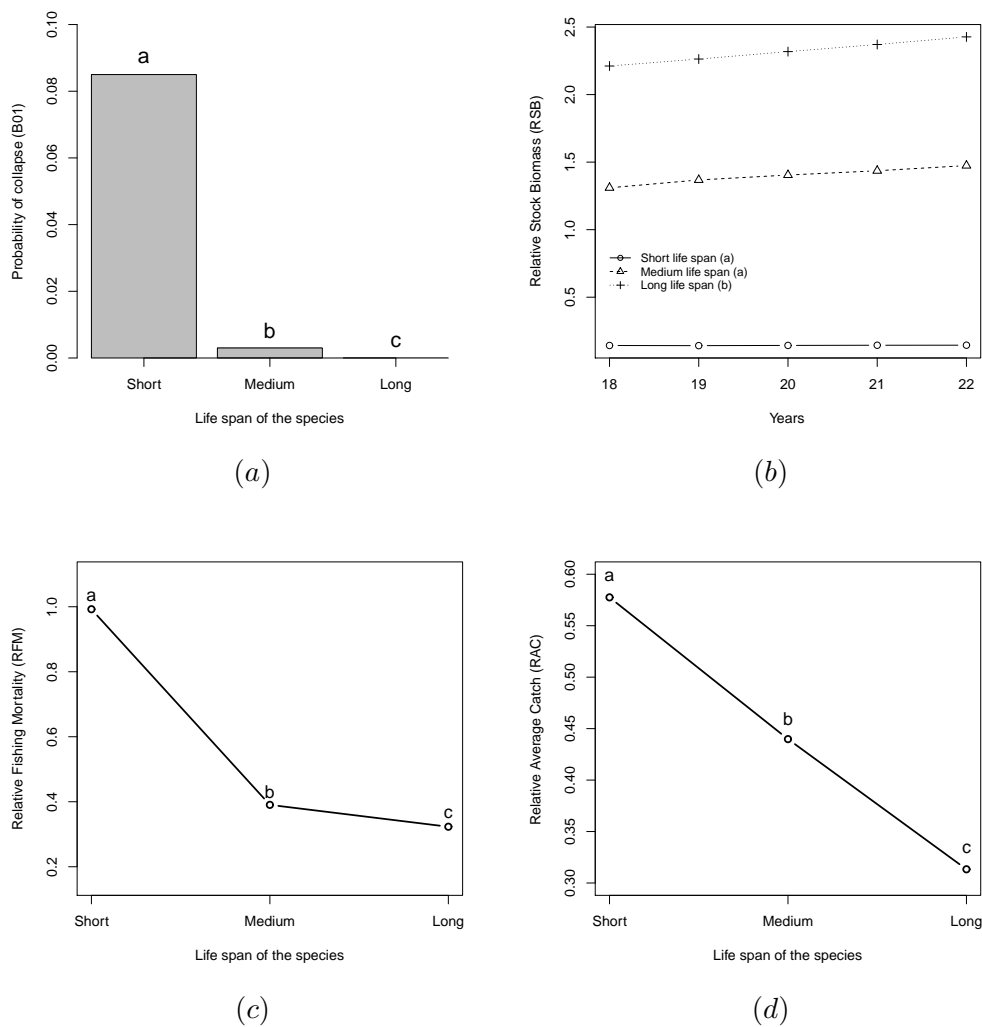 Probability of collapse (B01)
0.10
0.08
0.06
0.04
0.02
0.00
a
b
c
Short
Medium
Long
Life span of the species
(a)
Relative Stock Biomass (RSB)
2.5
2.0
1.5
1.0
0.5
Short life span (a)
Medium life span (a)
Long life span (b)
18
19
20
21
22
Years
(b)
Relative Fishing Mortality (RFM)
1.0
0.8
0.6
0.4
0.2
a
b
c
Short
Medium
Long
Life span of the species
(c)
Relative Average Catch (RAC)
0.60
0.55
0.50
0.45
0.40
0.35
0.30
a
b
c
Short
Medium
Long
Life span of the species
(d)